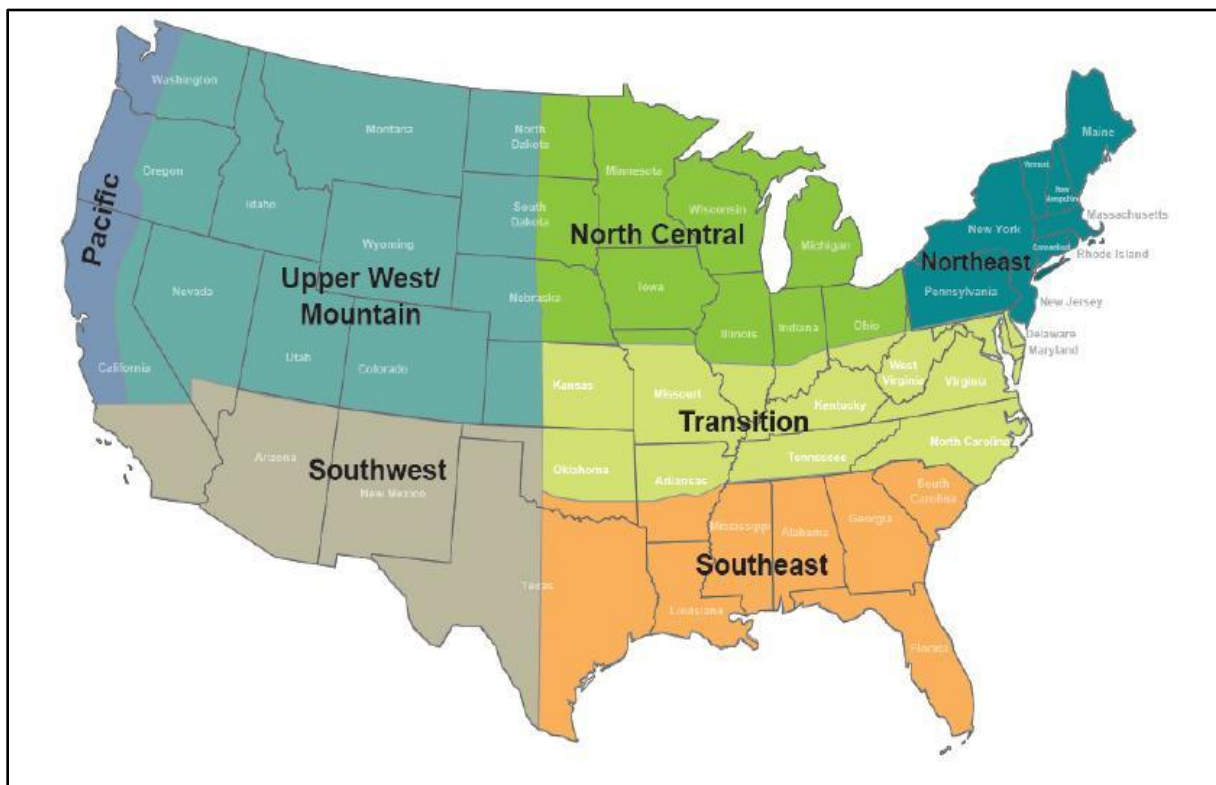 Washington
Montana
North
Dakota
Minnesota
Maine
Oregon
Idaho
South
Dakota
Wisconsin
Vermont
New
Hampshire
Massachusetts
Pacific
Wyoming
North Central
Michigan
New York
Connecticut
Rhode Island
Northeast
Upper West/
Mountain
Nevada
Nebraska
Iowa
Pennsylvania
New Jersey
Illinois
Indiana
Ohio
Delaware
Maryland
California
Utah
Colorado
Kansas
Missouri
West
Virginia
Virginia
Kentucky
Transition
North Carolina
Arizona
Southwest
New Mexico
Oklahoma
Arkansas
Tennessee
South
Carolina
Mississippi
Alabama
Georgia
Southeast
Texas
Louisiana
Florida